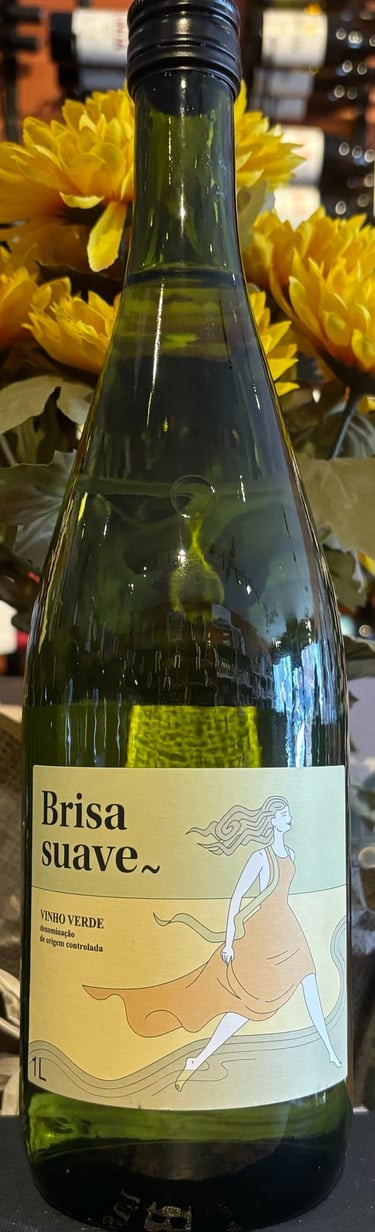 Brisa
suave~
VINHO VERDE
denominação
de origem controlada
1L